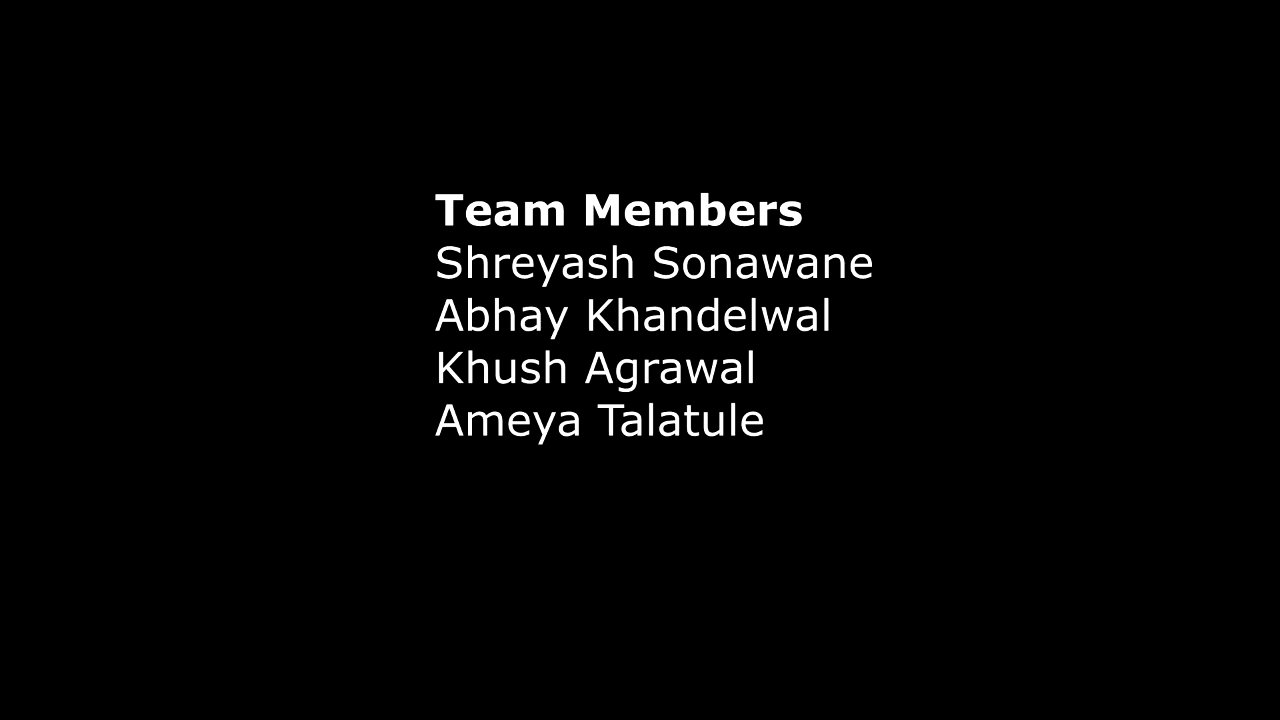 Team Members
Shreyash Sonawane
Abhay Khandelwal
Khush Agrawal
Ameya Talatule